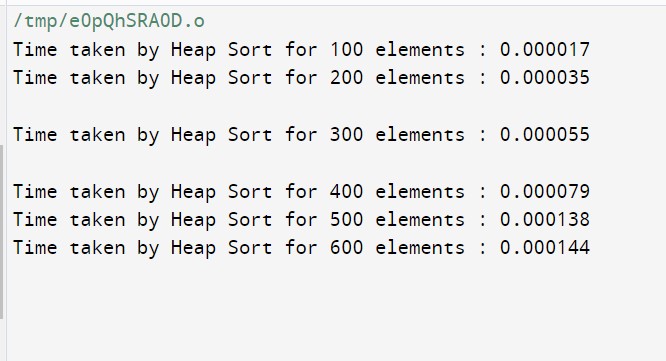 /tmp/e0pQhSRA0D.o
Time taken by Heap Sort for 100 elements : 0.000017
Time taken by Heap Sort for 200 elements : 0.000035
Time taken by Heap Sort for 300 elements : 0.000055
Time taken by Heap Sort for 400 elements : 0.000079
Time taken by Heap Sort for 500 elements : 0.000138
Time taken by Heap Sort for 600 elements : 0.000144